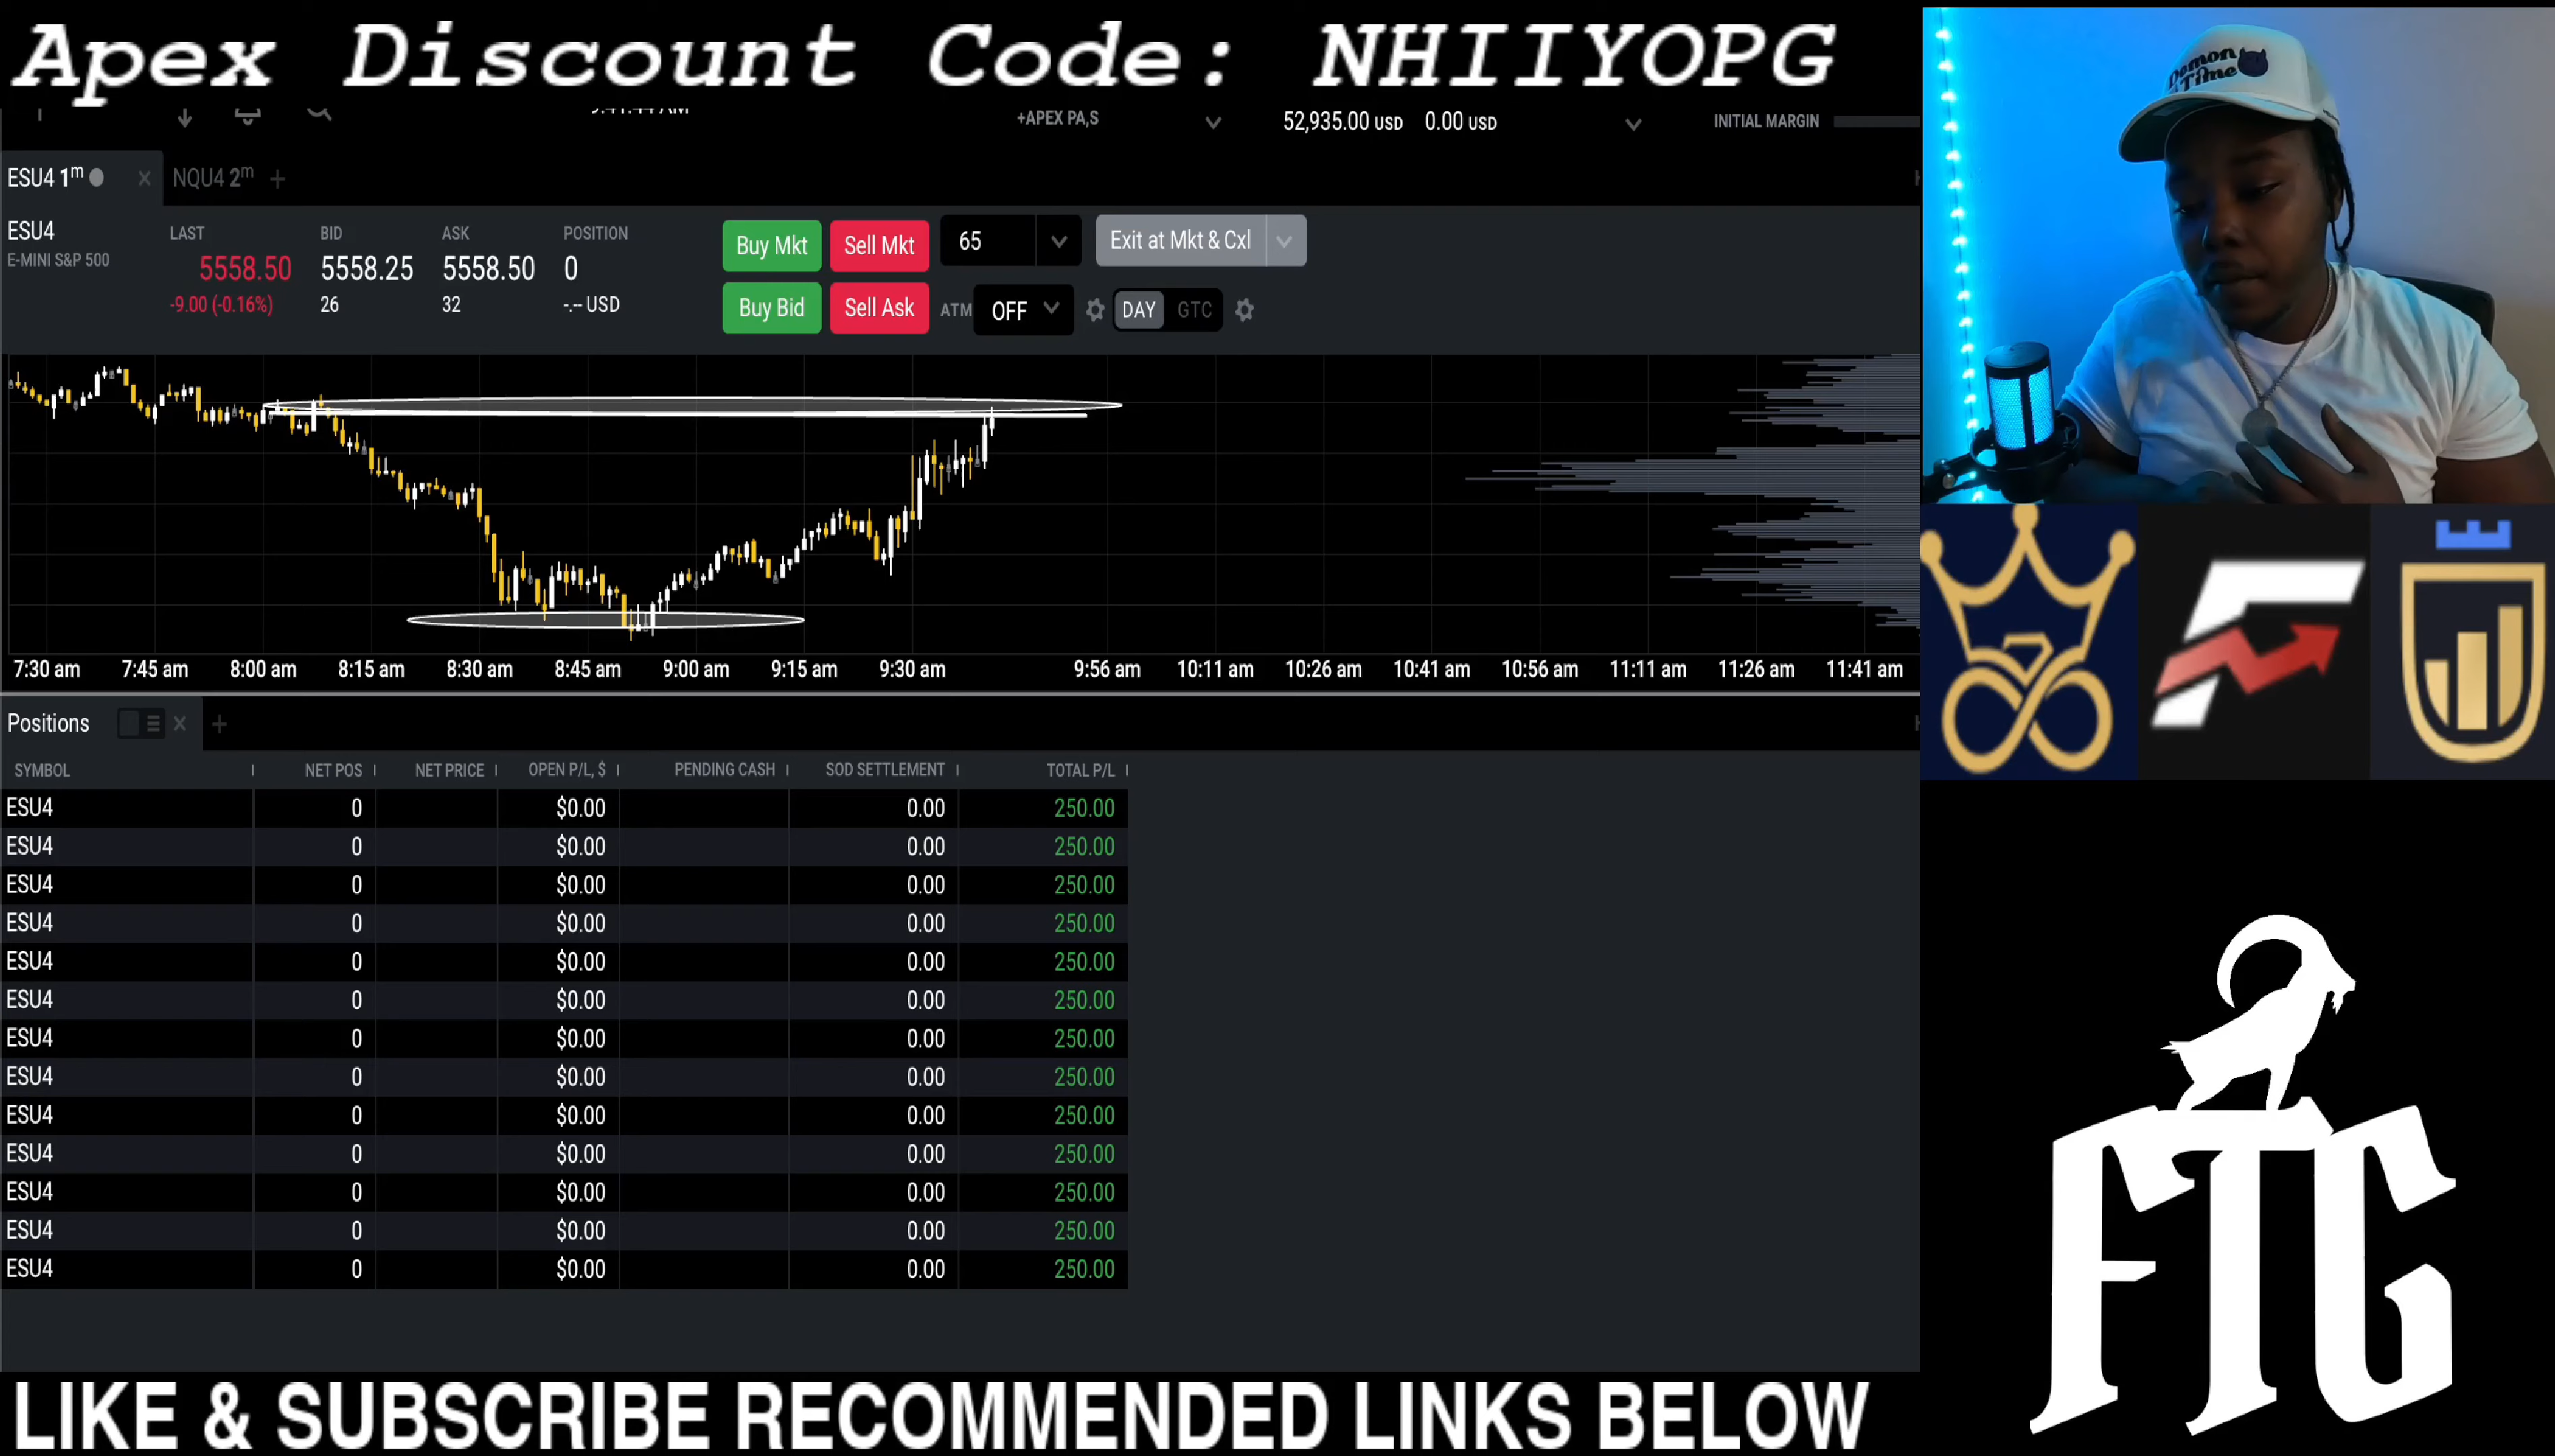 Apex Discount Code: NHIIYOPG
+APEX PA,S 52,935.00 USD 0.00 USD INITIAL MARGIN
ESU4 1m NQU4 2m
ESU4 LAST BID ASK POSITION
E-MINI S&P 500 5558.50 5558.25 5558.50 0
-9.00 (-0.16%) 26 32 -.-- USD
Buy Mkt Sell Mkt 65 Exit at Mkt & Cxl
Buy Bid Sell Ask ATM OFF DAY GTC
7:30 am 7:45 am 8:00 am 8:15 am 8:30 am 8:45 am 9:00 am 9:15 am 9:30 am 9:56 am 10:11 am 10:26 am 10:41 am 10:56 am 11:11 am 11:26 am 11:41 am
Positions
SYMBOL NET POS NET PRICE OPEN P/L, $ PENDING CASH SOD SETTLEMENT TOTAL P/L
ESU4 0 $0.00 0.00 250.00
ESU4 0 $0.00 0.00 250.00
ESU4 0 $0.00 0.00 250.00
ESU4 0 $0.00 0.00 250.00
ESU4 0 $0.00 0.00 250.00
ESU4 0 $0.00 0.00 250.00
ESU4 0 $0.00 0.00 250.00
ESU4 0 $0.00 0.00 250.00
ESU4 0 $0.00 0.00 250.00
ESU4 0 $0.00 0.00 250.00
ESU4 0 $0.00 0.00 250.00
ESU4 0 $0.00 0.00 250.00
ESU4 0 $0.00 0.00 250.00
LIKE & SUBSCRIBE RECOMMENDED LINKS BELOW
Demon
Time
FTG